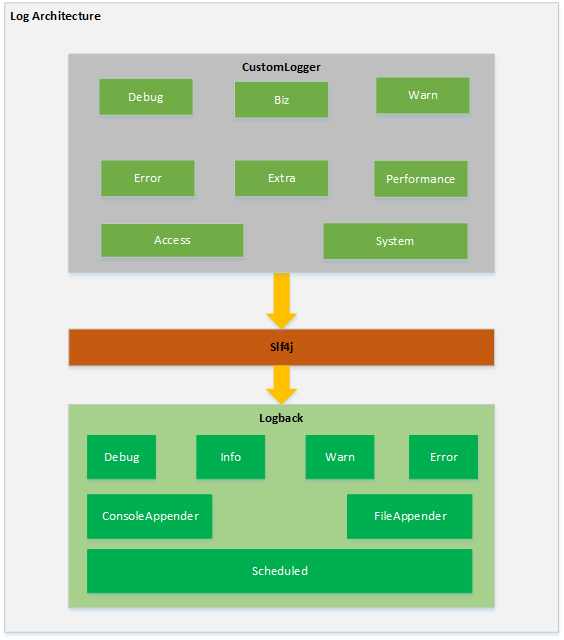 Log Architecture
CustomLogger
Debug
Biz
Warn
Error
Extra
Performance
Access
System
Slf4j
Logback
Debug
Info
Warn
Error
ConsoleAppender
FileAppender
Scheduled